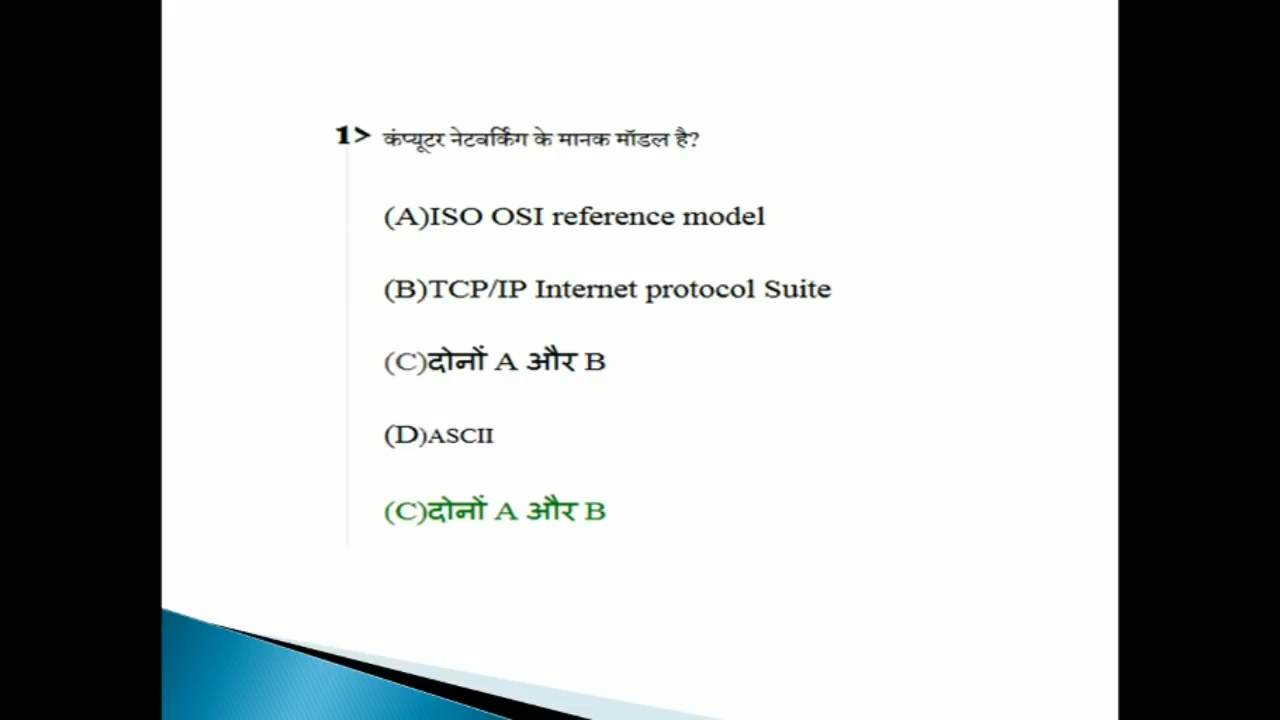 1> कंप्यूटर नेटवर्किंग के मानक मॉडल है?
(A)ISO OSI reference model
(B)TCP/IP Internet protocol Suite
(C)दोनों A और B
(D)ASCII
(C)दोनों A और B